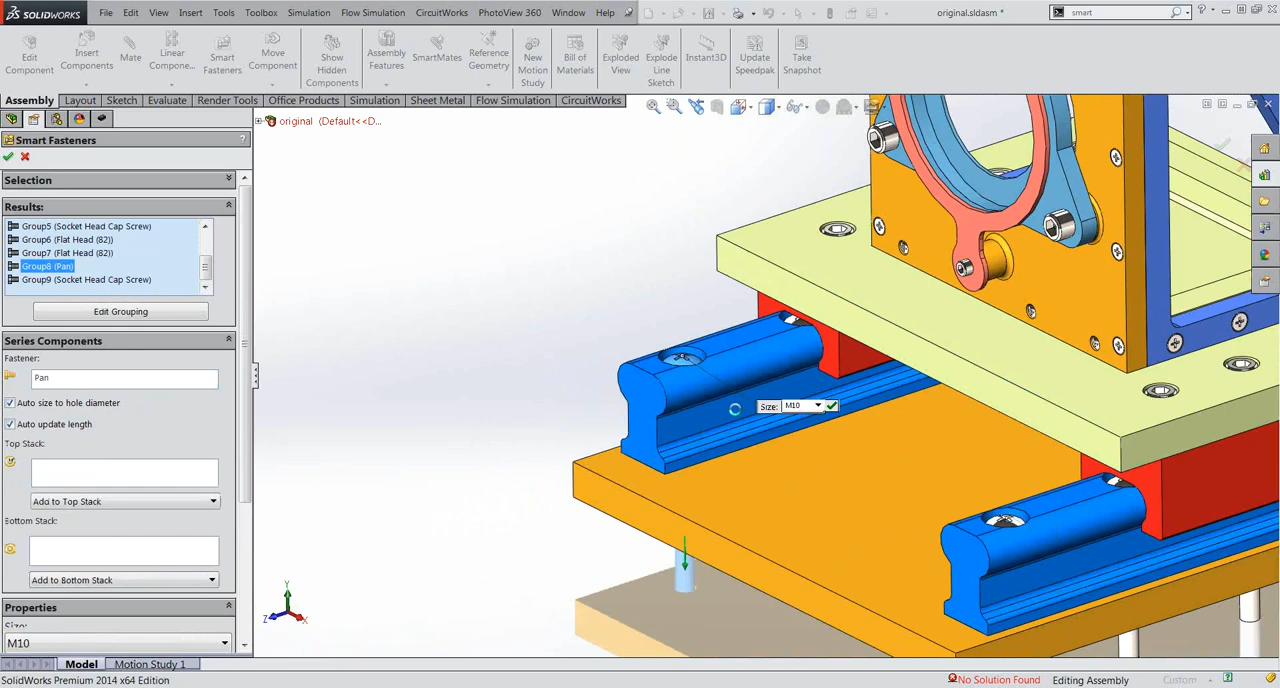 SOLIDWORKS File Edit View Insert Tools Toolbox Simulation Flow Simulation CircuitWorks PhotoView 360 Window Help original.sldasm * smart
Edit Component
Insert Components
Mate
Linear Compone...
Smart Fasteners
Move Component
Show Hidden Components
Assembly Features
SmartMates
Reference Geometry
New Motion Study
Bill of Materials
Exploded View
Explode Line Sketch
Instant3D
Update Speedpak
Take Snapshot
Assembly Layout Sketch Evaluate Render Tools Office Products Simulation Sheet Metal Flow Simulation CircuitWorks
original (Default<<D...
Smart Fasteners ?
Selection
Results:
Group5 (Socket Head Cap Screw)
Group6 (Flat Head (82))
Group7 (Flat Head (82))
Group8 (Pan)
Group9 (Socket Head Cap Screw)
Edit Grouping
Series Components
Fastener:
Pan
Auto size to hole diameter
Auto update length
Top Stack:
Add to Top Stack
Bottom Stack:
Add to Bottom Stack
Properties
Size:
M10
Size: M10
Y
Z X
Model Motion Study 1
SolidWorks Premium 2014 x64 Edition No Solution Found Editing Assembly Custom